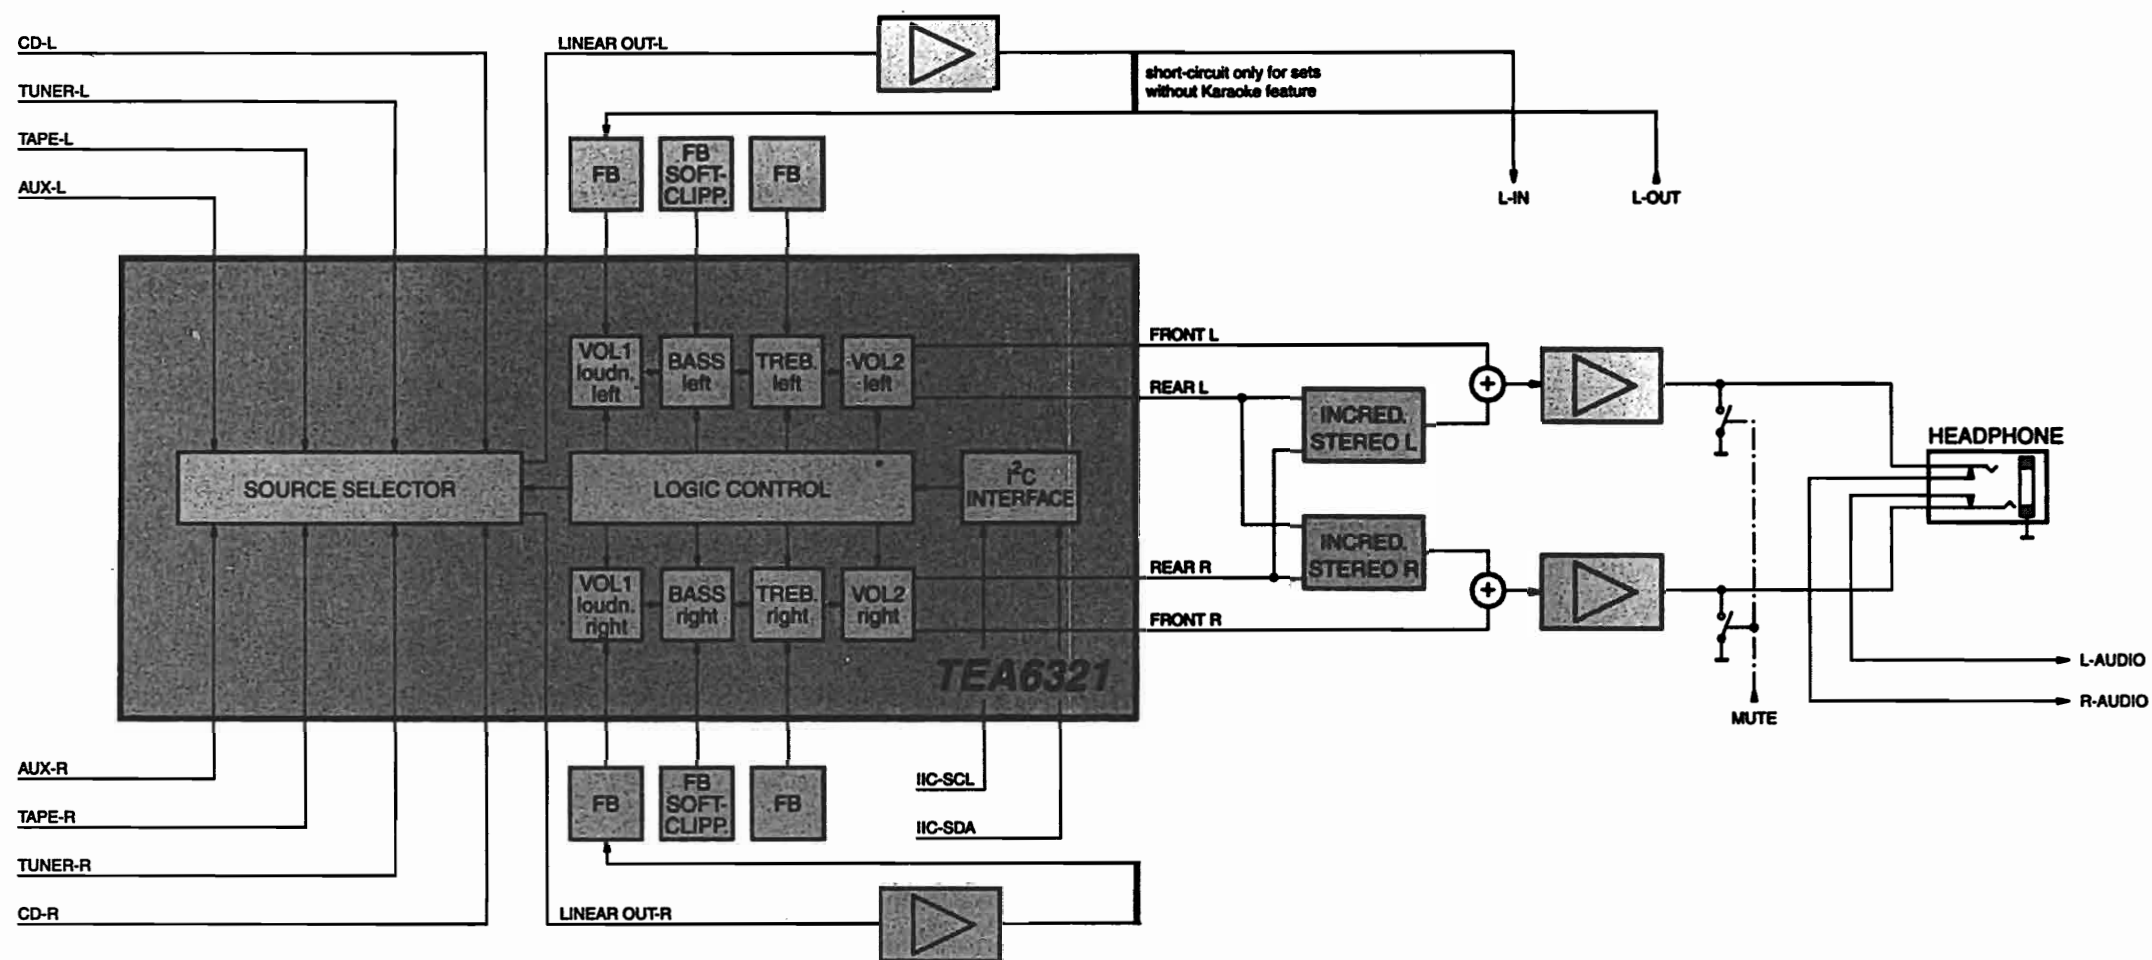 CD-L
TUNER-L
TAPE-L
AUX-L
LINEAR OUT-L
short-circuit only for sets
without Karaoke feature
FB
FB
SOFT-
CLIPP.
FB
L-IN
L-OUT
VOL1
loudn.
left
BASS
left
TREB.
left
VOL2
left
FRONT L
REAR L
INCRED.
STEREO L
SOURCE SELECTOR
LOGIC CONTROL
I²C
INTERFACE
HEADPHONE
INCRED.
STEREO R
VOL1
loudn.
right
BASS
right
TREB.
right
VOL2
right
REAR R
FRONT R
TEA6321
L-AUDIO
R-AUDIO
MUTE
AUX-R
TAPE-R
TUNER-R
CD-R
FB
FB
SOFT-
CLIPP.
FB
IIC-SCL
IIC-SDA
LINEAR OUT-R